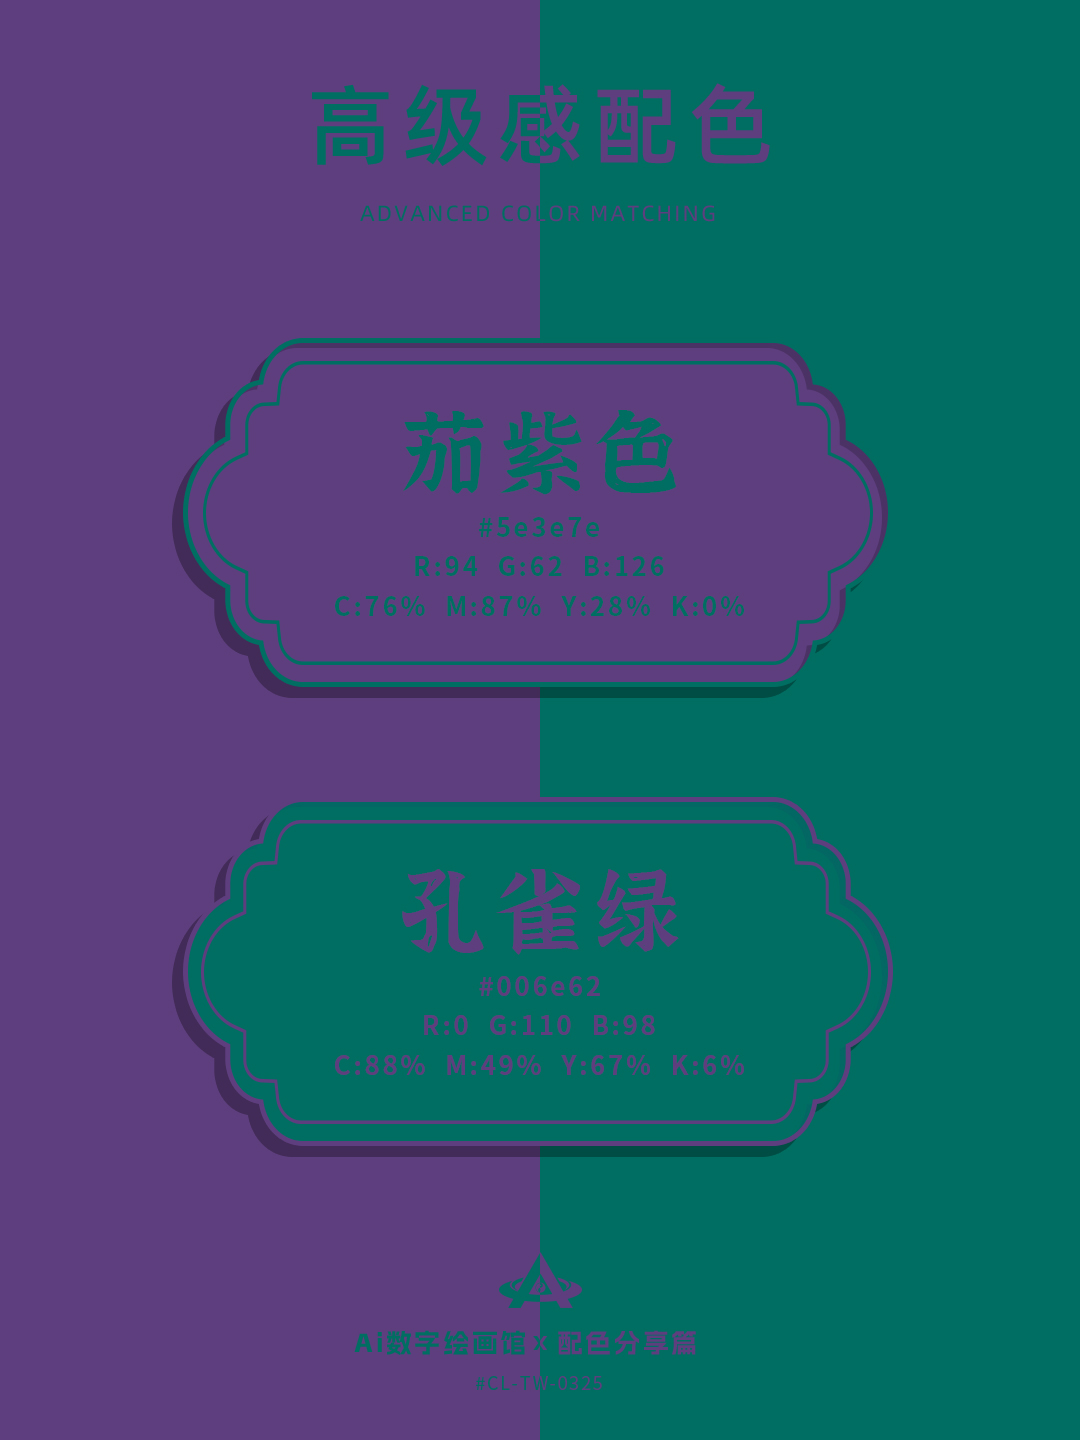 高级感配色
ADVANCED COLOR MATCHING
茄紫色
#5e3e7e
R:94 G:62 B:126
C:76% M:87% Y:28% K:0%
孔雀绿
#006e62
R:0 G:110 B:98
C:88% M:49% Y:67% K:6%
Ai数字绘画馆 × 配色分享篇
#CL-TW-0325